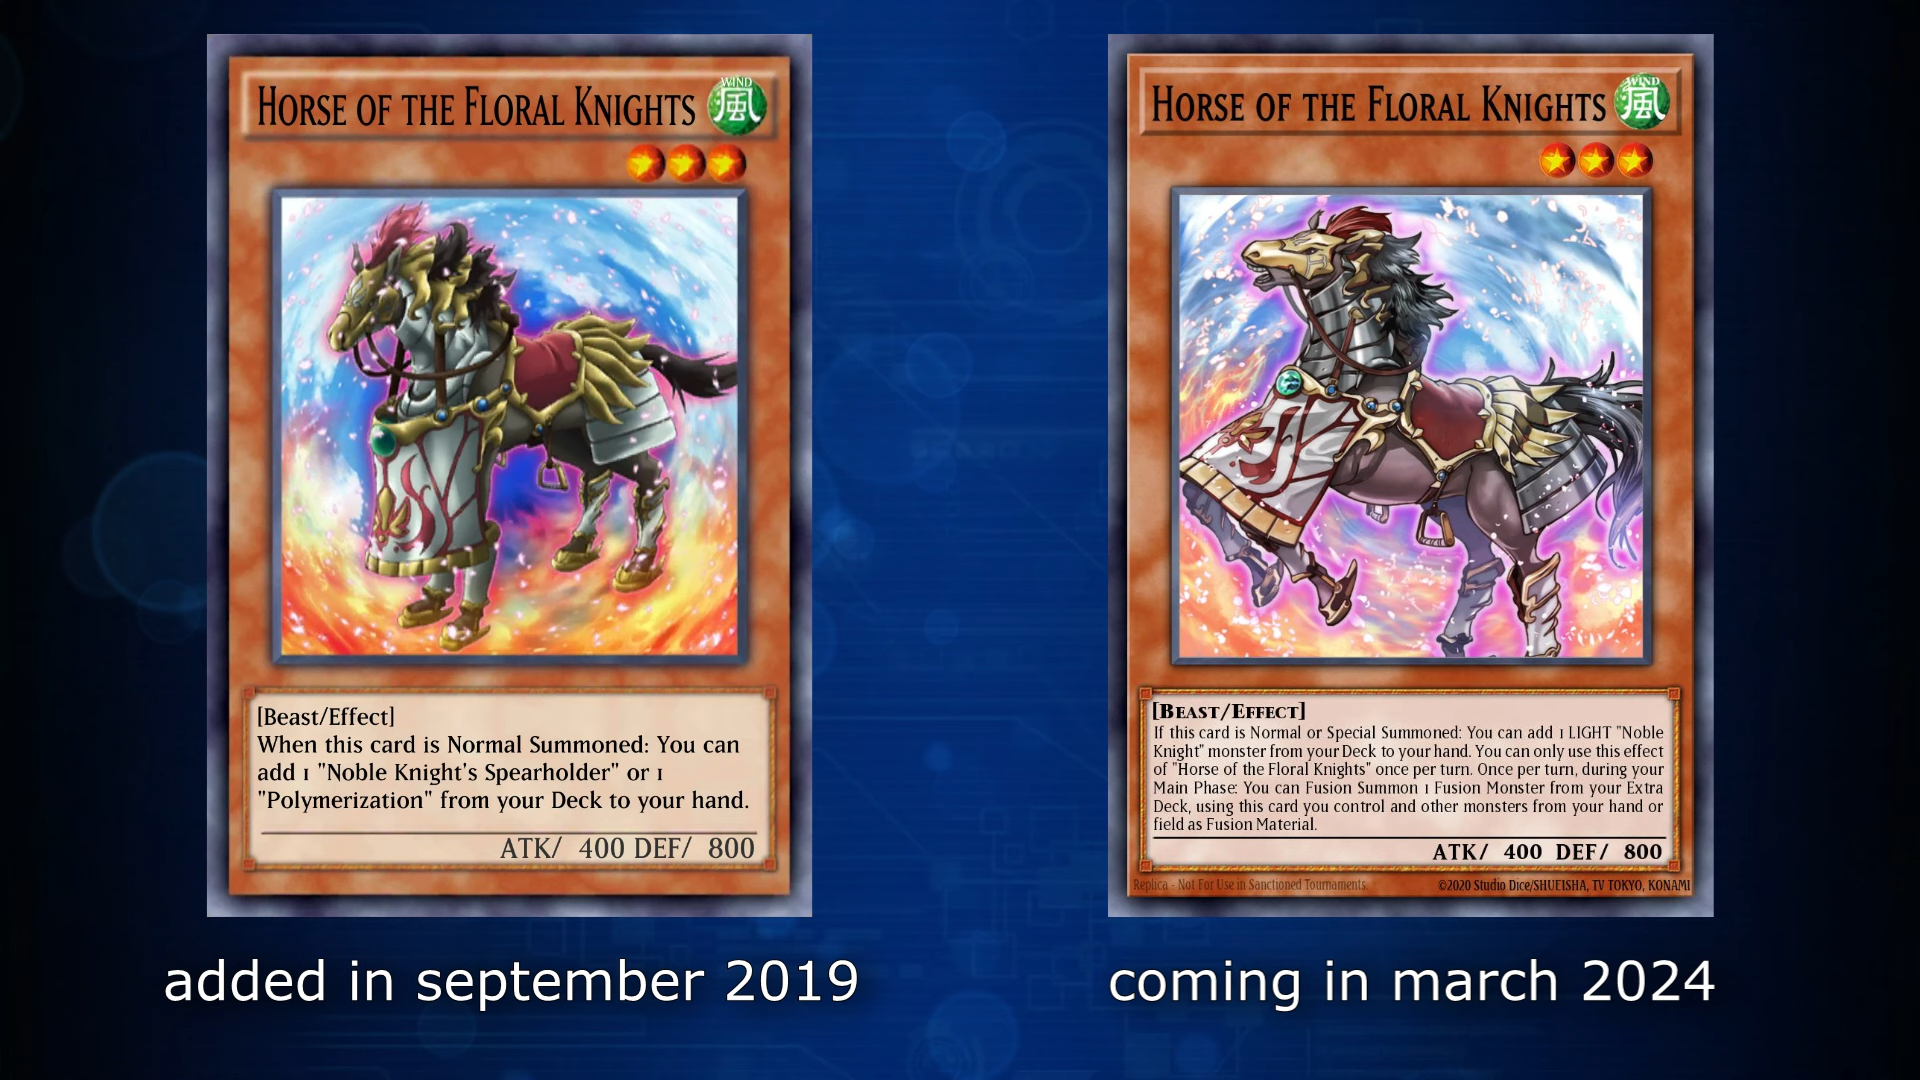 HORSE OF THE FLORAL KNIGHTS
WIND
風
[Beast/Effect]
When this card is Normal Summoned: You can
add 1 "Noble Knight's Spearholder" or 1
"Polymerization" from your Deck to your hand.
ATK/ 400 DEF/ 800
added in september 2019
HORSE OF THE FLORAL KNIGHTS
WIND
風
[BEAST/EFFECT]
If this card is Normal or Special Summoned: You can add 1 LIGHT "Noble
Knight" monster from your Deck to your hand. You can only use this effect
of "Horse of the Floral Knights" once per turn. Once per turn, during your
Main Phase: You can Fusion Summon 1 Fusion Monster from your Extra
Deck, using this card you control and other monsters from your hand or
field as Fusion Material.
ATK/ 400 DEF/ 800
Replica - Not For Use in Sanctioned Tournaments.
©2020 Studio Dice/SHUEISHA, TV TOKYO, KONAMI
coming in march 2024